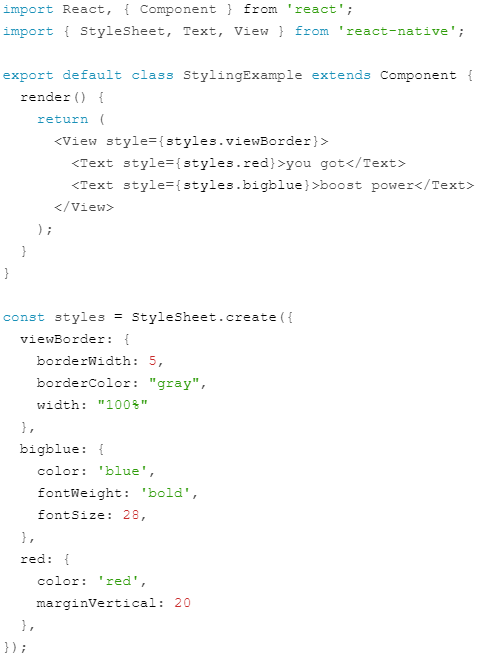 import React, { Component } from 'react';
import { StyleSheet, Text, View } from 'react-native';

export default class StylingExample extends Component {
  render() {
    return (
      <View style={styles.viewBorder}>
        <Text style={styles.red}>you got</Text>
        <Text style={styles.bigblue}>boost power</Text>
      </View>
    );
  }
}

const styles = StyleSheet.create({
  viewBorder: {
    borderWidth: 5,
    borderColor: "gray",
    width: "100%"
  },
  bigblue: {
    color: 'blue',
    fontWeight: 'bold',
    fontSize: 28,
  },
  red: {
    color: 'red',
    marginVertical: 20
  },
});